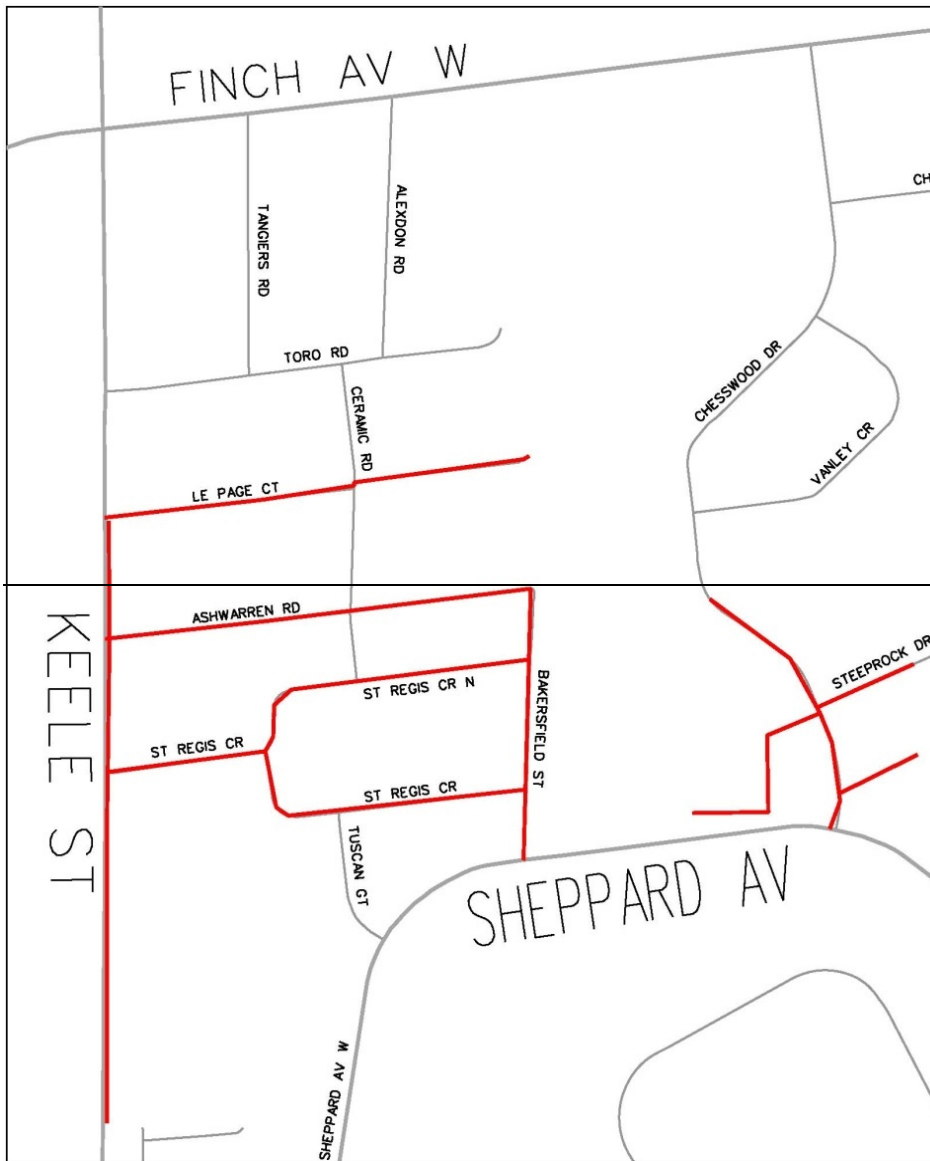 FINCH AV W
CH
TANGIERS RD
ALEXDON RD
TORO RD
CERAMIC RD
CHESSWOOD DR
VANLEY CR
LE PAGE CT
KEELE ST
ASHWARREN RD
STEEPROCK DR
ST REGIS CR N
BAKERSFIELD ST
ST REGIS CR
ST REGIS CR
TUSCAN GT
SHEPPARD AV
SHEPPARD AV W